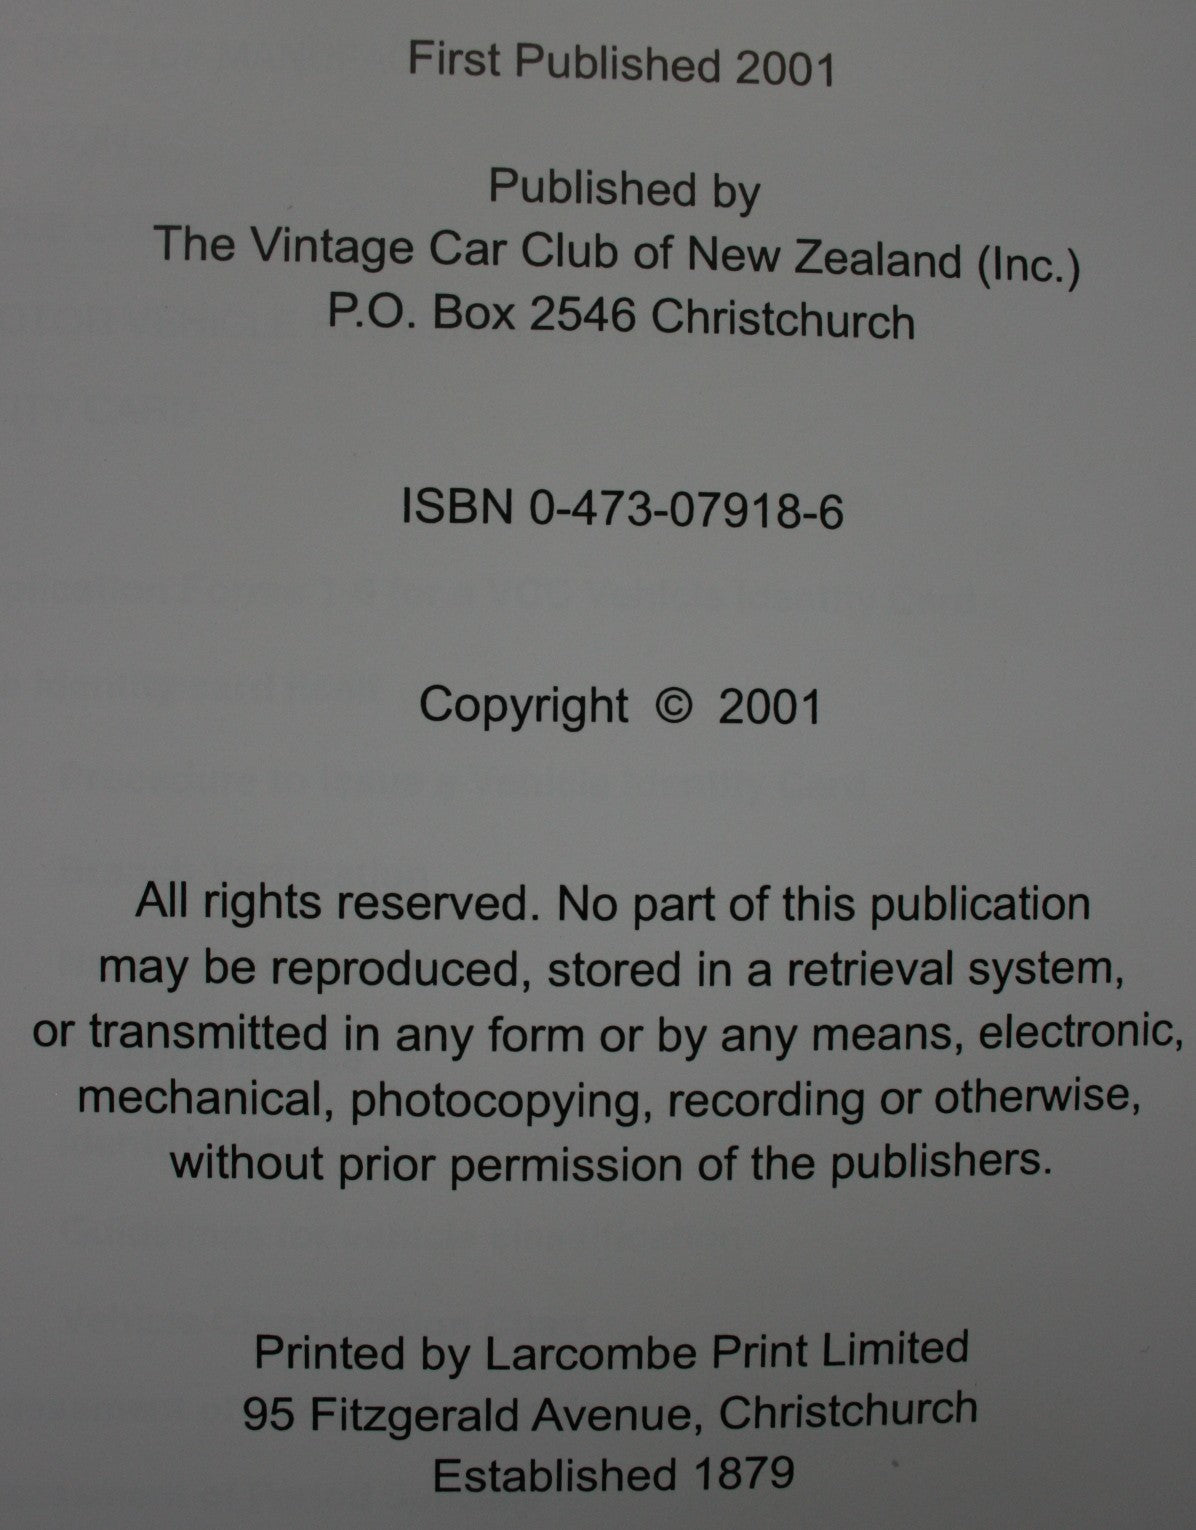 First Published 2001
Published by
The Vintage Car Club of New Zealand (Inc.)
P.O. Box 2546 Christchurch
ISBN 0-473-07918-6
Copyright © 2001
All rights reserved. No part of this publication
may be reproduced, stored in a retrieval system,
or transmitted in any form or by any means, electronic,
mechanical, photocopying, recording or otherwise,
without prior permission of the publishers.
Printed by Larcombe Print Limited
95 Fitzgerald Avenue, Christchurch
Established 1879